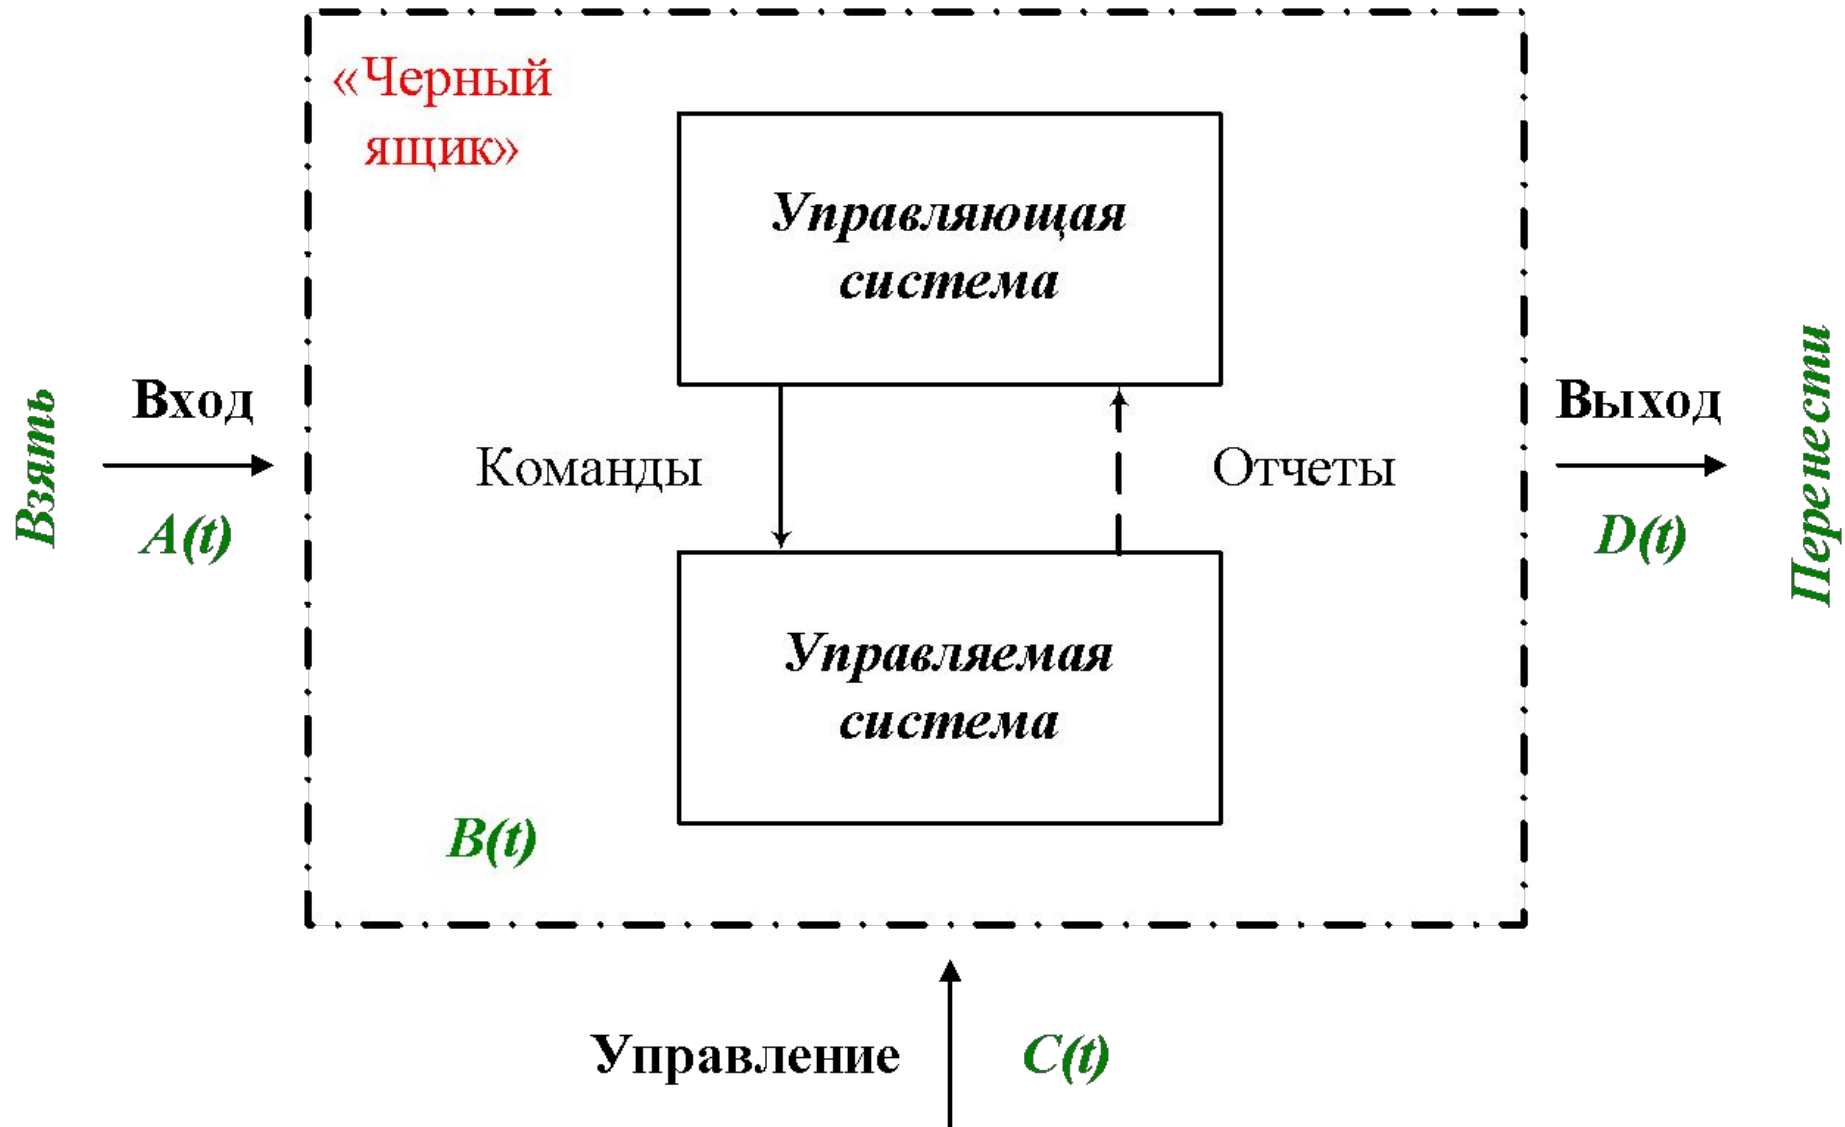 «Черный
ящик»
Управляющая
система
Взять
Вход
A(t)
Команды
Отчеты
Выход
D(t)
Перенести
Управляемая
система
B(t)
Управление
C(t)